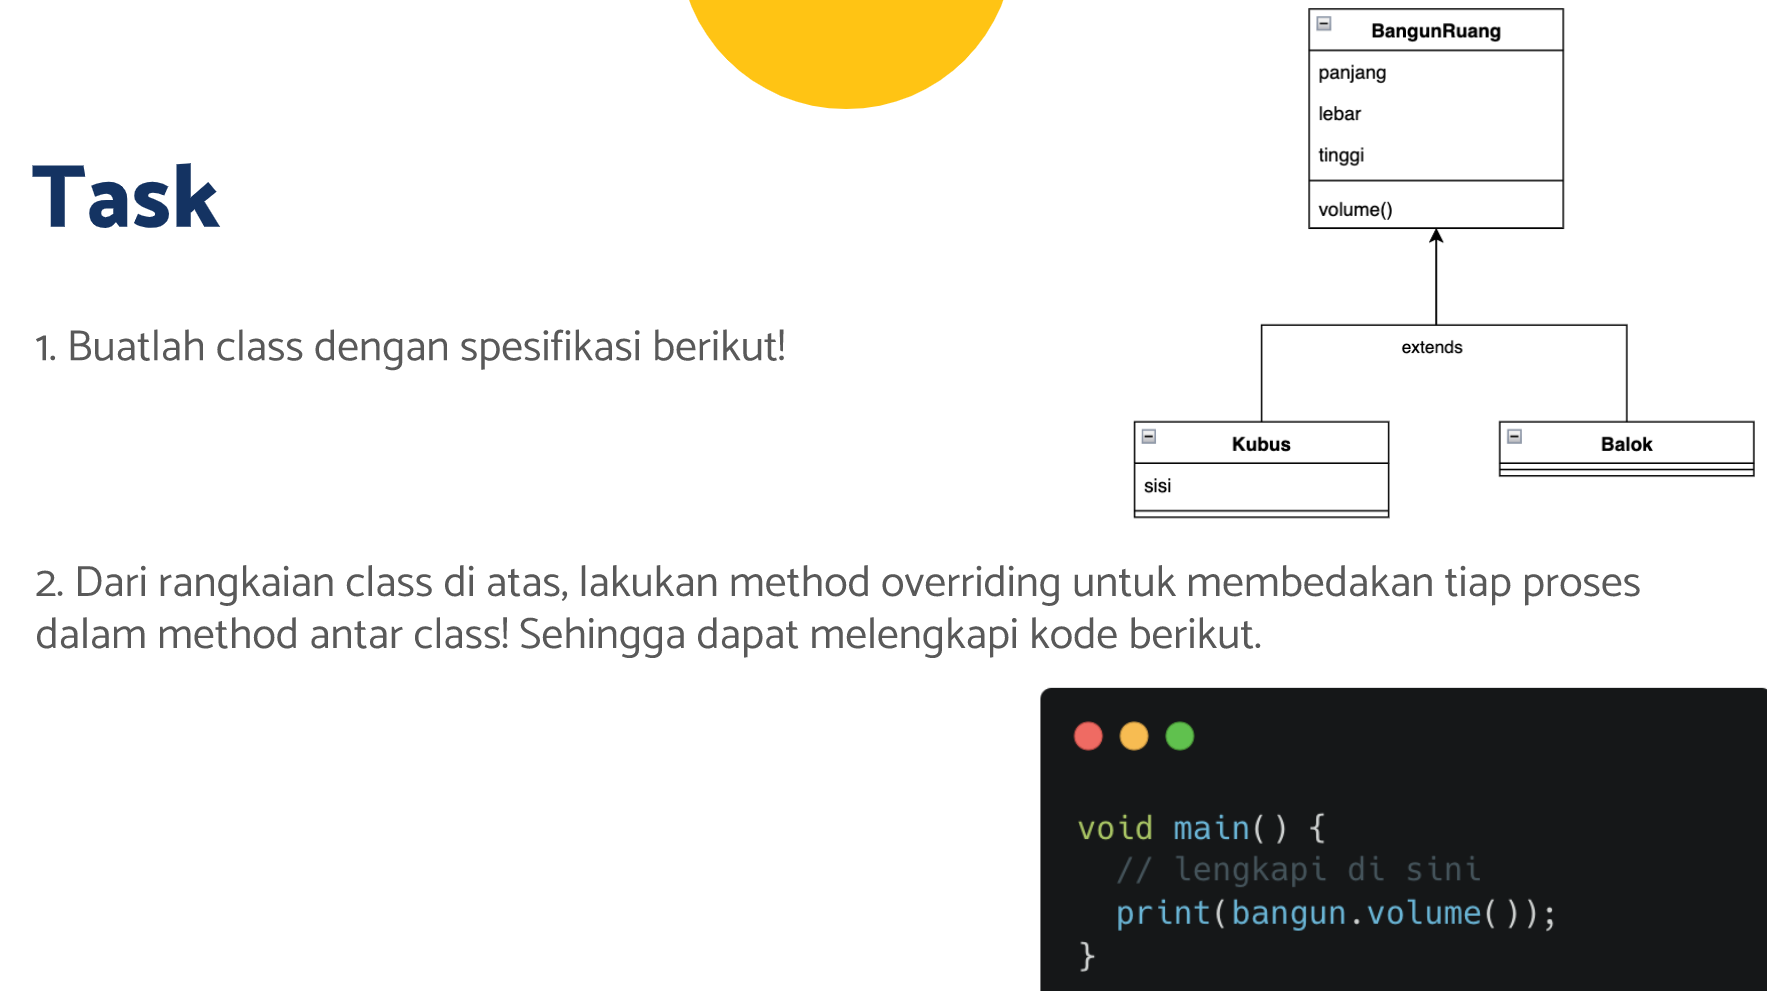 Task
1. Buatlah class dengan spesifikasi berikut!
BangunRuang
panjang
lebar
tinggi
volume()
extends
Kubus
sisi
Balok
2. Dari rangkaian class di atas, lakukan method overriding untuk membedakan tiap proses
dalam method antar class! Sehingga dapat melengkapi kode berikut.
void main() {
// lengkapi di sini
print(bangun.volume());
}